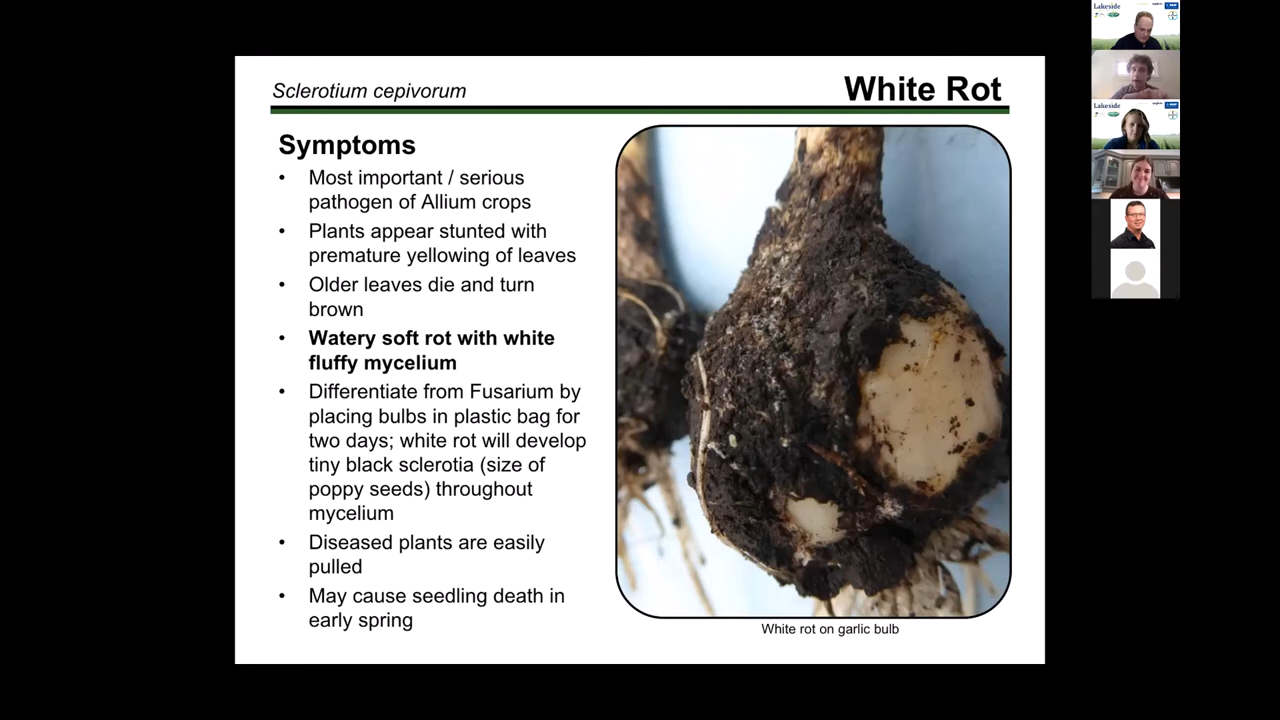 Sclerotium cepivorum
White Rot
Symptoms
• Most important / serious
pathogen of Allium crops
• Plants appear stunted with
premature yellowing of leaves
• Older leaves die and turn
brown
• Watery soft rot with white
fluffy mycelium
• Differentiate from Fusarium by
placing bulbs in plastic bag for
two days; white rot will develop
tiny black sclerotia (size of
poppy seeds) throughout
mycelium
• Diseased plants are easily
pulled
• May cause seedling death in
early spring
White rot on garlic bulb
Lakeside
Lakeside